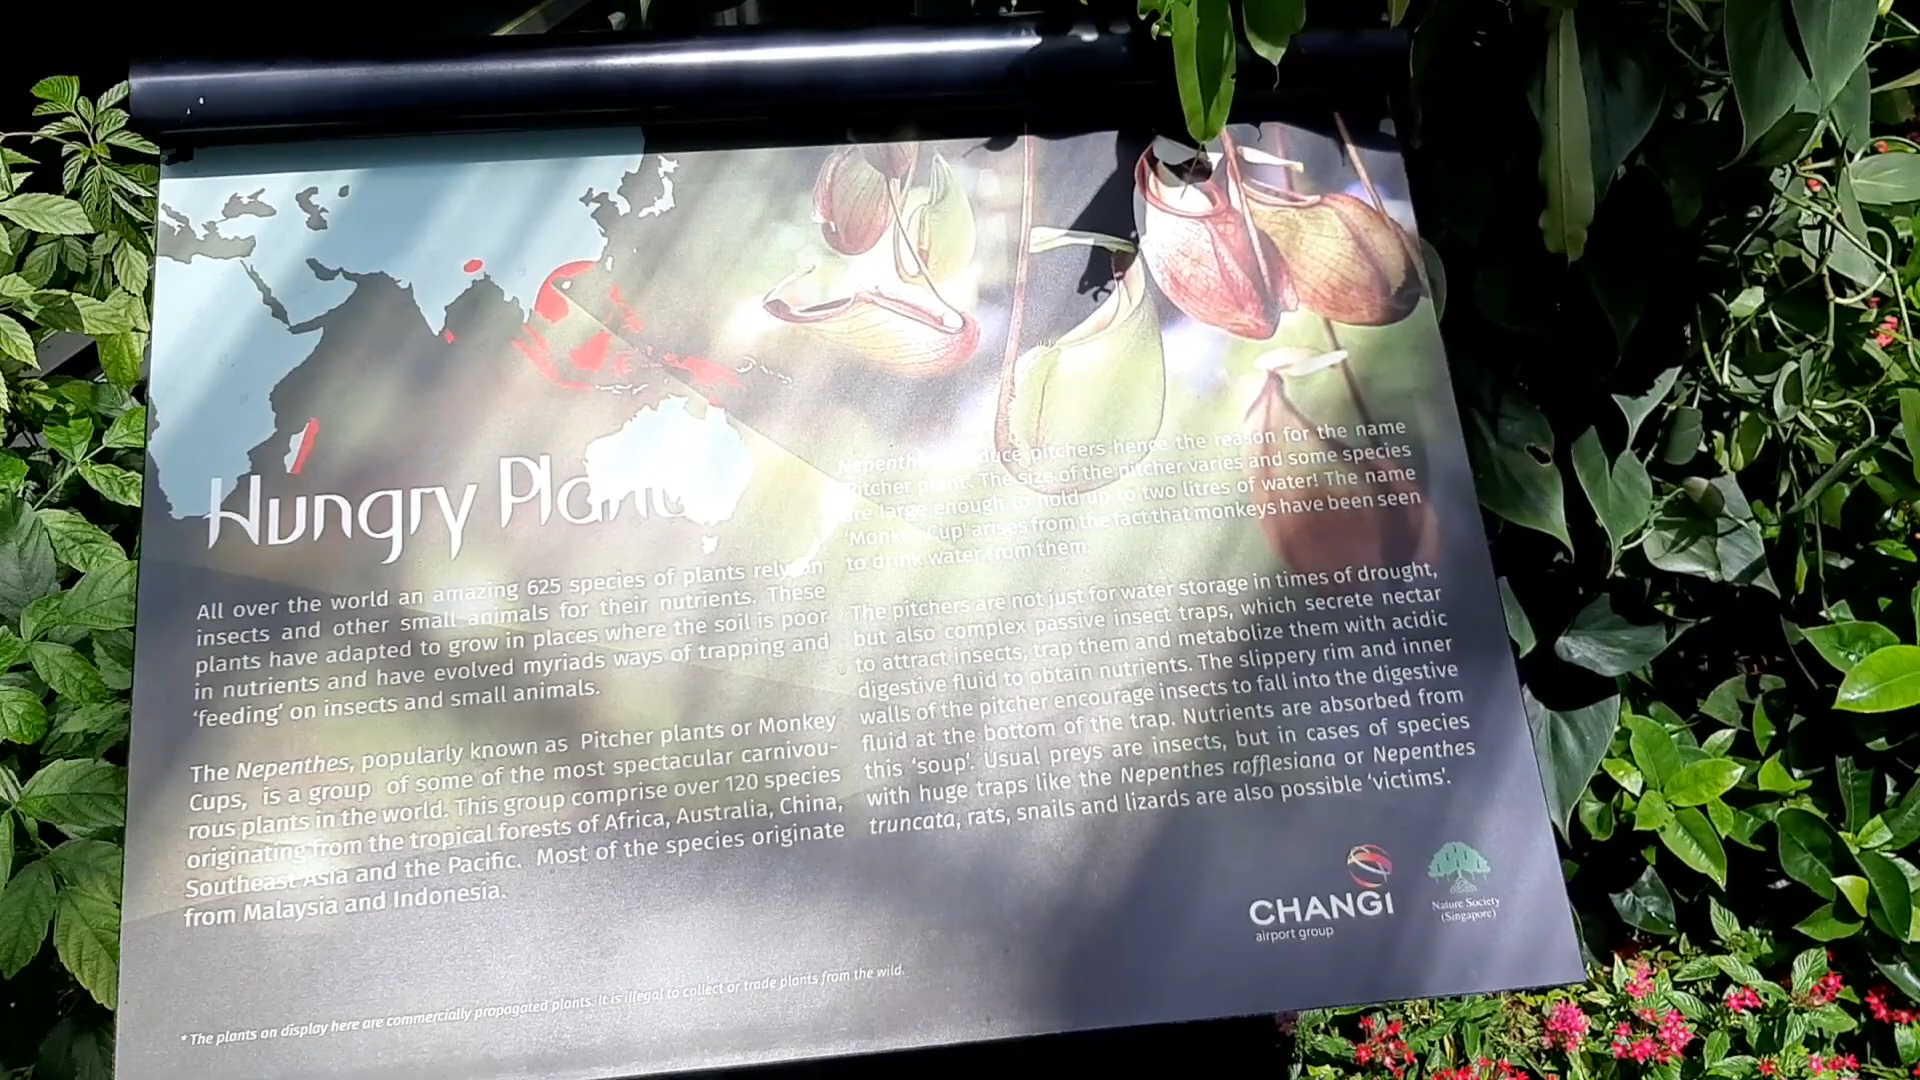 Hungry Plants
All over the world an amazing 625 species of plants rely on
insects and other small animals for their nutrients. These
plants have adapted to grow in places where the soil is poor
in nutrients and have evolved myriads ways of trapping and
'feeding' on insects and small animals.
The Nepenthes, popularly known as Pitcher plants or Monkey
Cups, is a group of some of the most spectacular carnivou-
rous plants in the world. This group comprise over 120 species
originating from the tropical forests of Africa, Australia, China,
Southeast Asia and the Pacific. Most of the species originate
from Malaysia and Indonesia.
Nepenthes produce pitchers hence the reason for the name
Pitcher plant. The size of the pitcher varies and some species
are large enough to hold up to two litres of water! The name
'Monkey Cup' arises from the fact that monkeys have been seen
to drink water from them.
The pitchers are not just for water storage in times of drought,
but also complex passive insect traps, which secrete nectar
to attract insects, trap them and metabolize them with acidic
digestive fluid to obtain nutrients. The slippery rim and inner
walls of the pitcher encourage insects to fall into the digestive
fluid at the bottom of the trap. Nutrients are absorbed from
this 'soup'. Usual preys are insects, but in cases of species
with huge traps like the Nepenthes rafflesiana or Nepenthes
truncata, rats, snails and lizards are also possible 'victims'.
CHANGI
airport group
Nature Society
(Singapore)
* The plants on display here are commercially propagated plants. It is illegal to collect or trade plants from the wild.